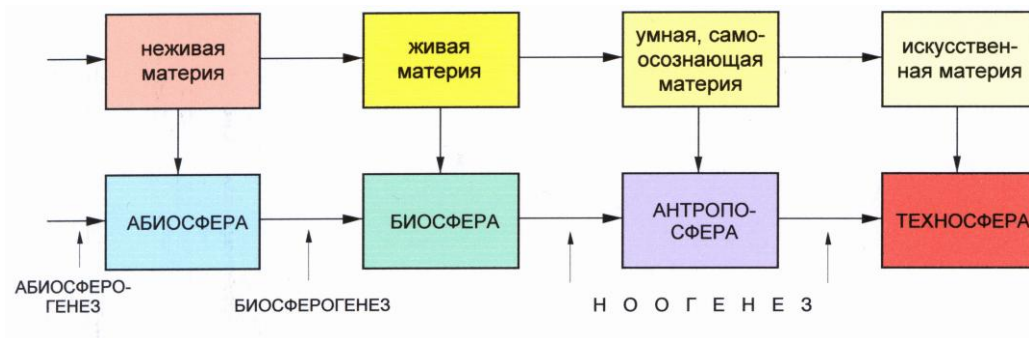 неживая
материя
живая
материя
умная, само-
осознающая
материя
искусствен-
ная материя
АБИОСФЕРА
БИОСФЕРА
АНТРОПО-
СФЕРА
ТЕХНОСФЕРА
АБИОСФЕРО-
ГЕНЕЗ
БИОСФЕРОГЕНЕЗ
Н О О Г Е Н Е З